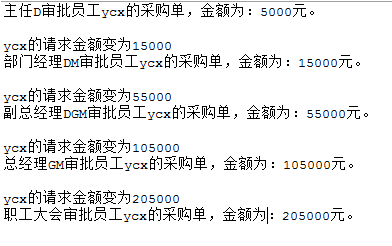 主任D审批员工ycx的采购单，金额为：5000元。
ycx的请求金额变为15000
部门经理DM审批员工ycx的采购单，金额为：15000元。
ycx的请求金额变为55000
副总经理DGM审批员工ycx的采购单，金额为：55000元。
ycx的请求金额变为105000
总经理GM审批员工ycx的采购单，金额为：105000元。
ycx的请求金额变为205000
职工大会审批员工ycx的采购单，金额为：205000元。